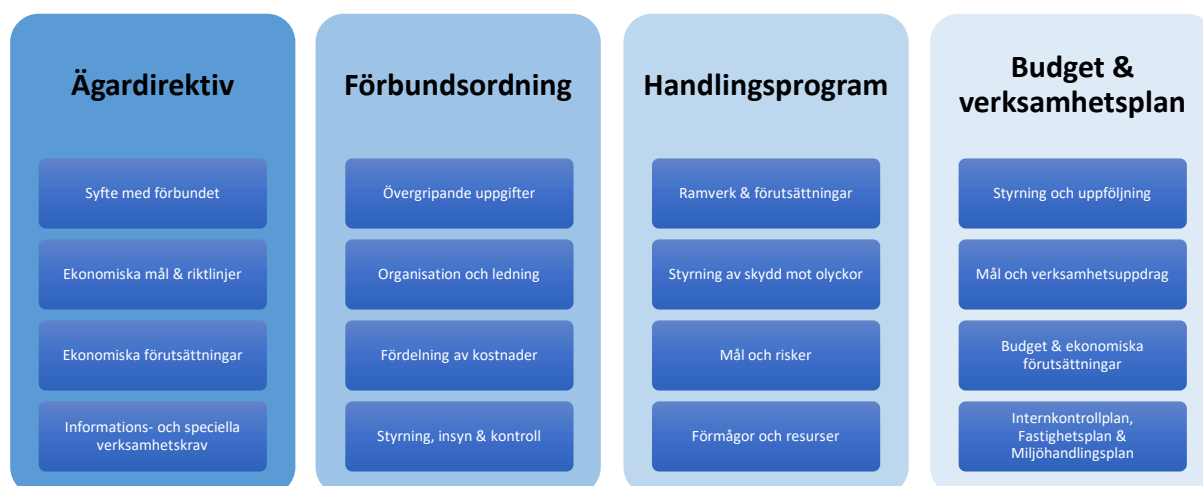 Ägardirektiv
Syfte med förbundet
Ekonomiska mål & riktlinjer
Ekonomiska förutsättningar
Informations- och speciella
verksamhetskrav
Förbundsordning
Övergripande uppgifter
Organisation och ledning
Fördelning av kostnader
Styrning, insyn & kontroll
Handlingsprogram
Ramverk & förutsättningar
Styrning av skydd mot olyckor
Mål och risker
Förmågor och resurser
Budget &
verksamhetsplan
Styrning och uppföljning
Mål och verksamhetsuppdrag
Budget & ekonomiska
förutsättningar
Internkontrollplan,
Fastighetsplan &
Miljöhandlingsplan